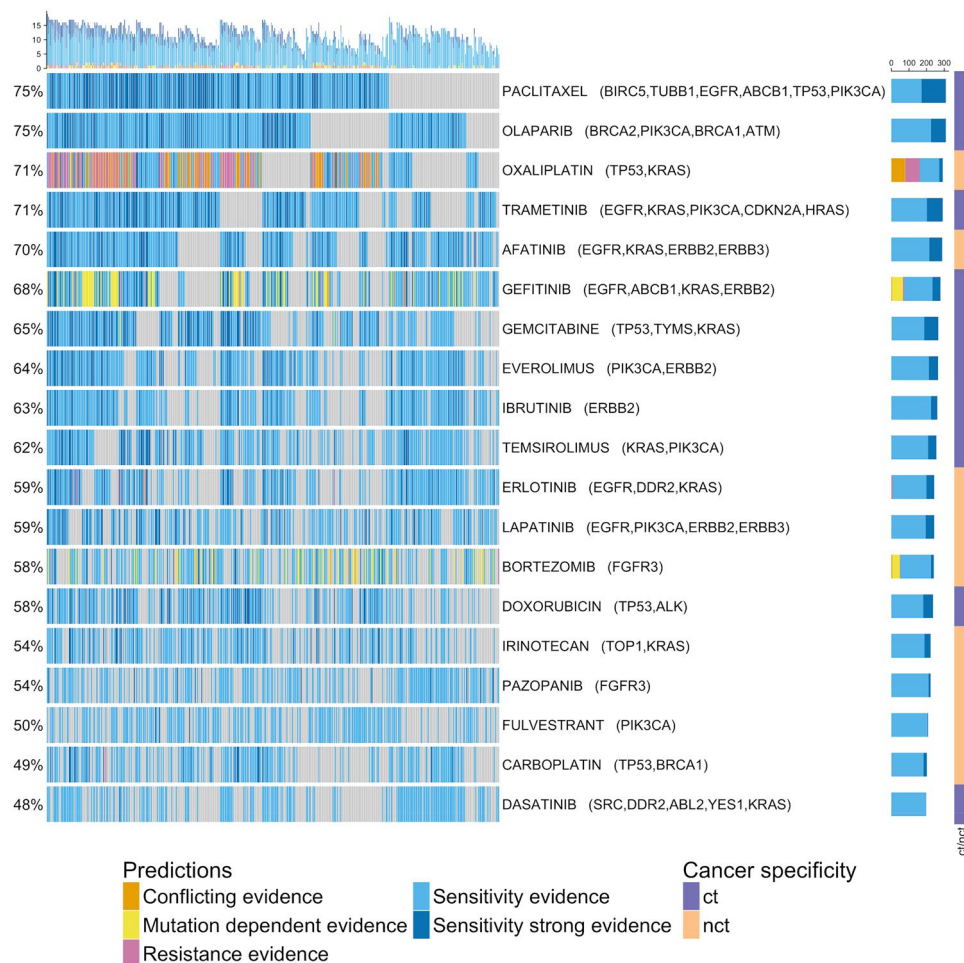 15
10
5
0
0 100 200 300
75% PACLITAXEL (BIRC5,TUBB1,EGFR,ABCB1,TP53,PIK3CA)
75% OLAPARIB (BRCA2,PIK3CA,BRCA1,ATM)
71% OXALIPLATIN (TP53,KRAS)
71% TRAMETINIB (EGFR,KRAS,PIK3CA,CDKN2A,HRAS)
70% AFATINIB (EGFR,KRAS,ERBB2,ERBB3)
68% GEFITINIB (EGFR,ABCB1,KRAS,ERBB2)
65% GEMCITABINE (TP53,TYMS,KRAS)
64% EVEROLIMUS (PIK3CA,ERBB2)
63% IBRUTINIB (ERBB2)
62% TEMSIROLIMUS (KRAS,PIK3CA)
59% ERLOTINIB (EGFR,DDR2,KRAS)
59% LAPATINIB (EGFR,PIK3CA,ERBB2,ERBB3)
58% BORTEZOMIB (FGFR3)
58% DOXORUBICIN (TP53,ALK)
54% IRINOTECAN (TOP1,KRAS)
54% PAZOPANIB (FGFR3)
50% FULVESTRANT (PIK3CA)
49% CARBOPLATIN (TP53,BRCA1)
48% DASATINIB (SRC,DDR2,ABL2,YES1,KRAS)
ct/nct
Predictions
Conflicting evidence
Mutation dependent evidence
Resistance evidence
Sensitivity evidence
Sensitivity strong evidence
Cancer specificity
ct
nct